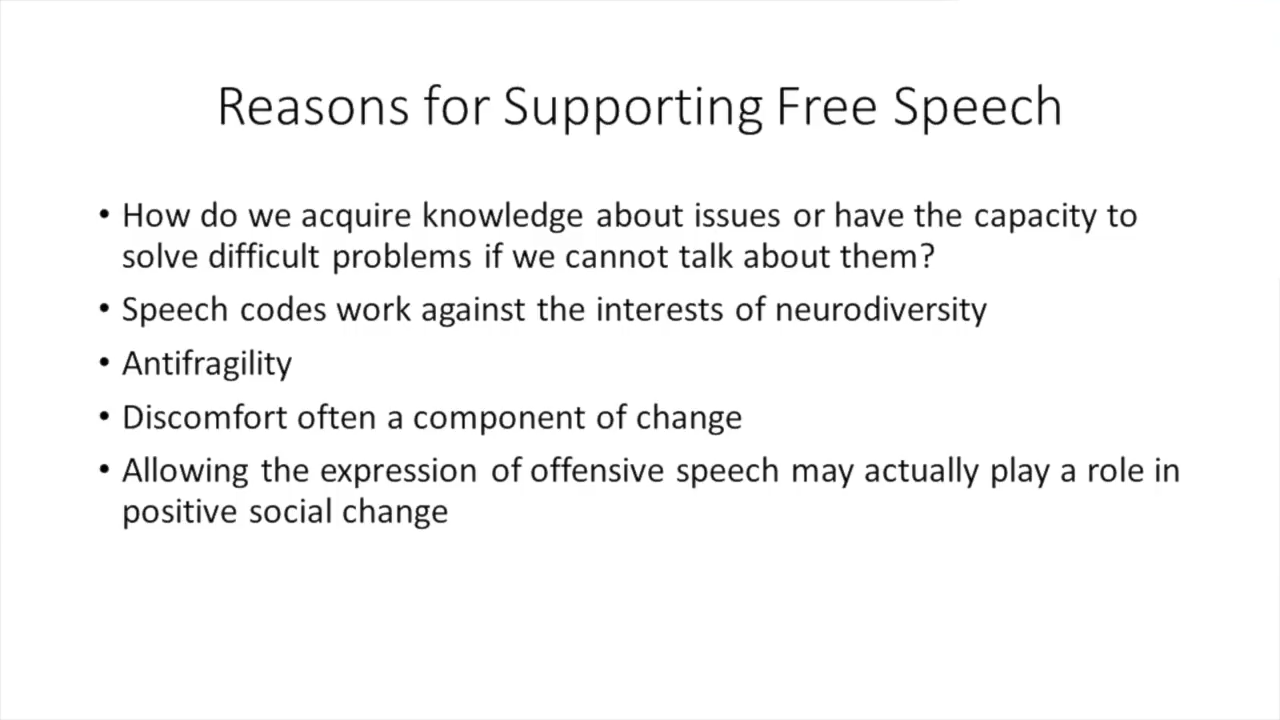 Reasons for Supporting Free Speech
• How do we acquire knowledge about issues or have the capacity to
solve difficult problems if we cannot talk about them?
• Speech codes work against the interests of neurodiversity
• Antifragility
• Discomfort often a component of change
• Allowing the expression of offensive speech may actually play a role in
positive social change